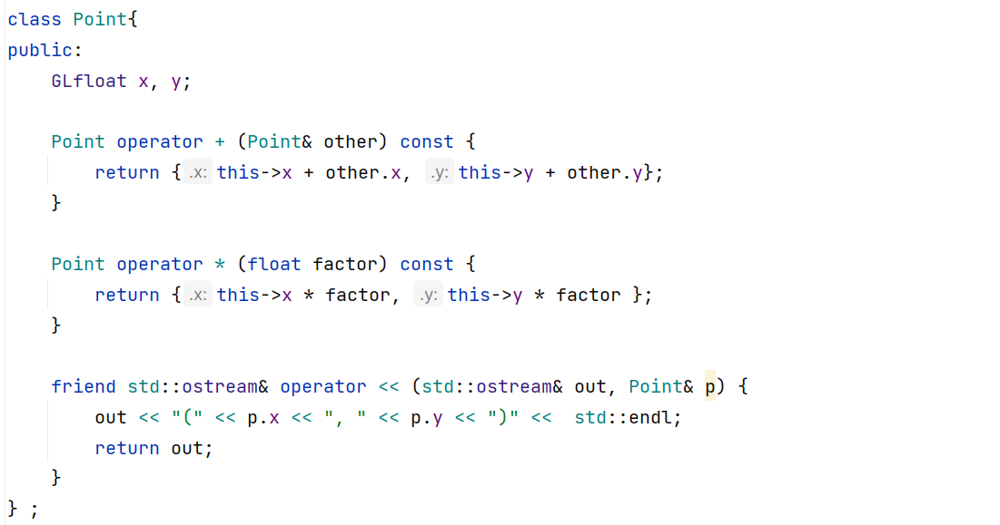 class Point{
public:
    GLfloat x, y;

    Point operator + (Point& other) const {
        return {.x: this->x + other.x, .y: this->y + other.y};
    }

    Point operator * (float factor) const {
        return {.x: this->x * factor, .y: this->y * factor };
    }

    friend std::ostream& operator << (std::ostream& out, Point& p) {
        out << "(" << p.x << ", " << p.y << ")" <<  std::endl;
        return out;
    }
} ;